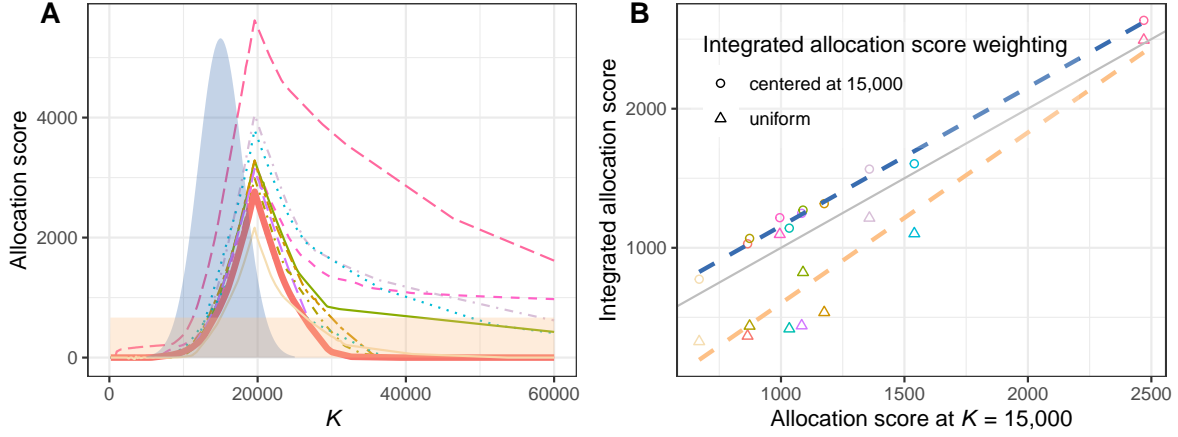 A
Allocation score
4000
2000
0
0
20000
40000
60000
K
B
Integrated allocation score weighting
centered at 15,000
uniform
Integrated allocation score
2000
1000
1000
1500
2000
2500
Allocation score at K = 15,000